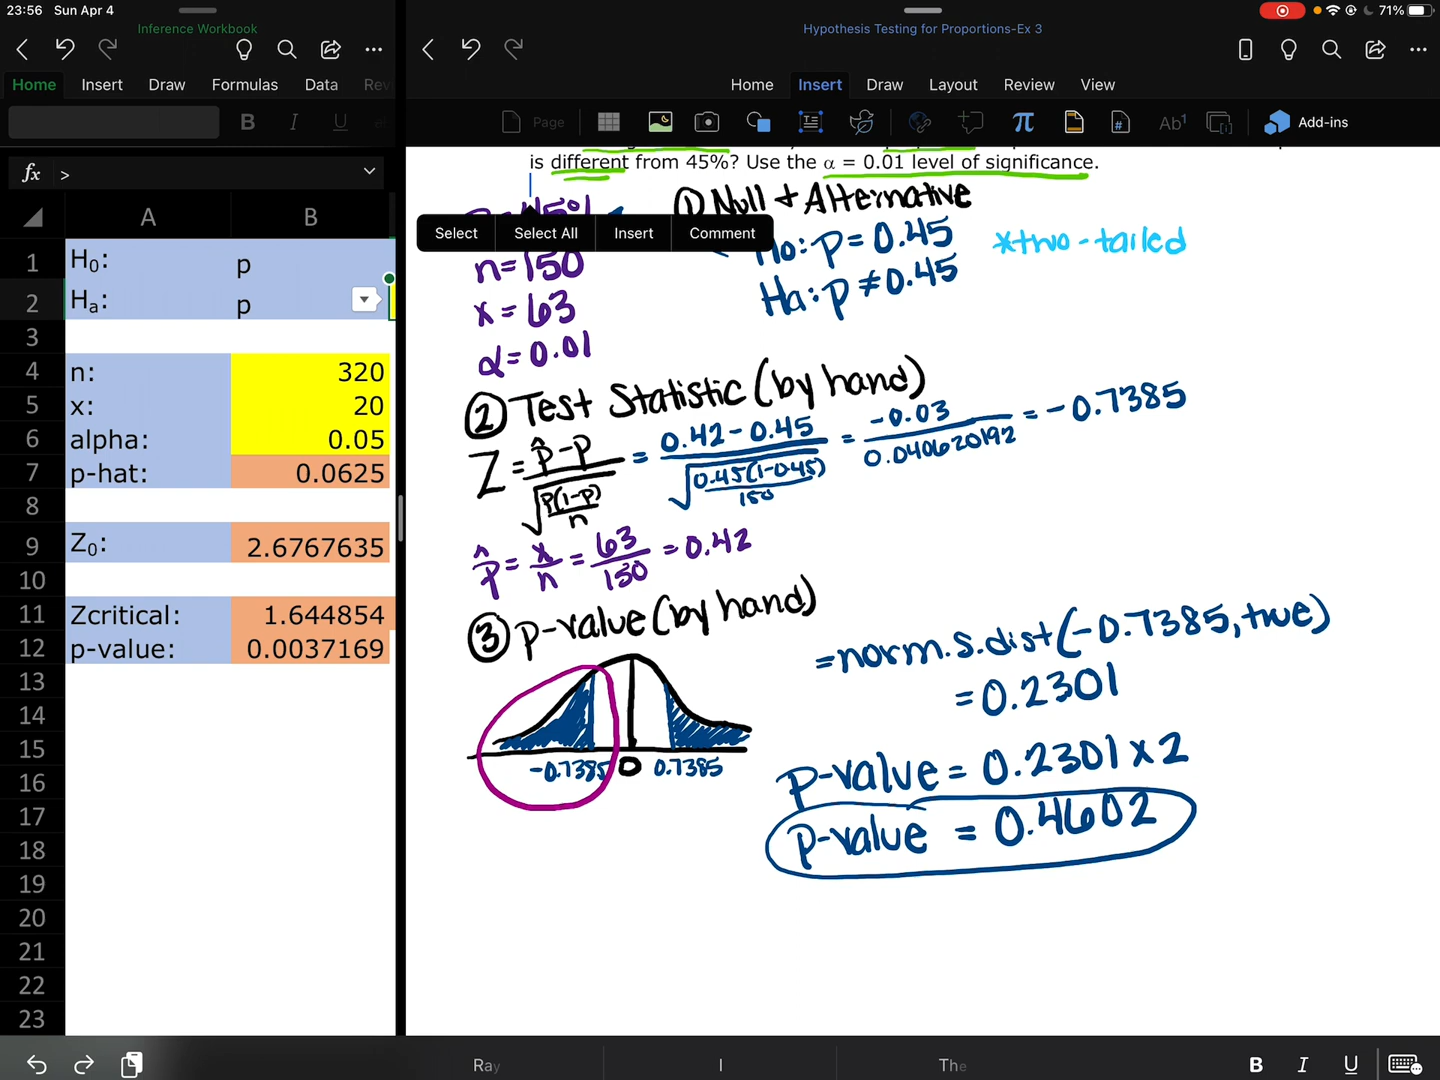 23:56 Sun Apr 4
71%
Inference Workbook
Home Insert Draw Formulas Data Rev
B I U
fx >
A B
1 H0: p
2 Ha: p
3
4 n: 320
5 x: 20
6 alpha: 0.05
7 p-hat: 0.0625
8
9 Z0: 2.6767635
10
11 Zcritical: 1.644854
12 p-value: 0.0037169
13
14
15
16
17
18
19
20
21
22
23
Hypothesis Testing for Proportions-Ex 3
Home Insert Draw Layout Review View
Page Add-ins
is different from 45%? Use the α = 0.01 level of significance.
Select Select All Insert Comment
① Null + Alternative
Ho: p = 0.45
Ha: p ≠ 0.45
*two-tailed
n = 150
x = 63
α = 0.01
② Test Statistic (by hand)
Z = p̂ - p / √(p(1-p)/n) = 0.42 - 0.45 / √(0.45(1-0.45)/150) = -0.03 / 0.040620192 = -0.7385
p̂ = x/n = 63/150 = 0.42
③ p-value (by hand)
-0.7385 0 0.7385
=norm.s.dist(-0.7385, true)
= 0.2301
p-value = 0.2301 x 2
p-value = 0.4602
Ray I The
B I U